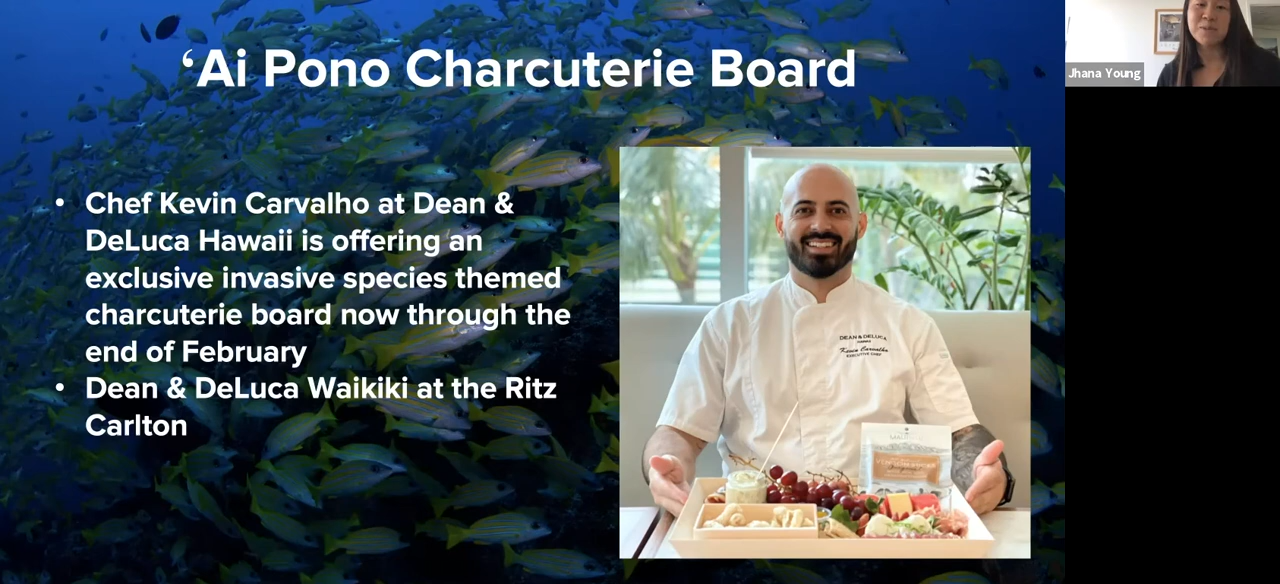 ‘Ai Pono Charcuterie Board
• Chef Kevin Carvalho at Dean &
DeLuca Hawaii is offering an
exclusive invasive species themed
charcuterie board now through the
end of February
• Dean & DeLuca Waikiki at the Ritz
Carlton
DEAN & DELUCA
HAWAII
Kevin Carvalho
EXECUTIVE CHEF
Jhana Young